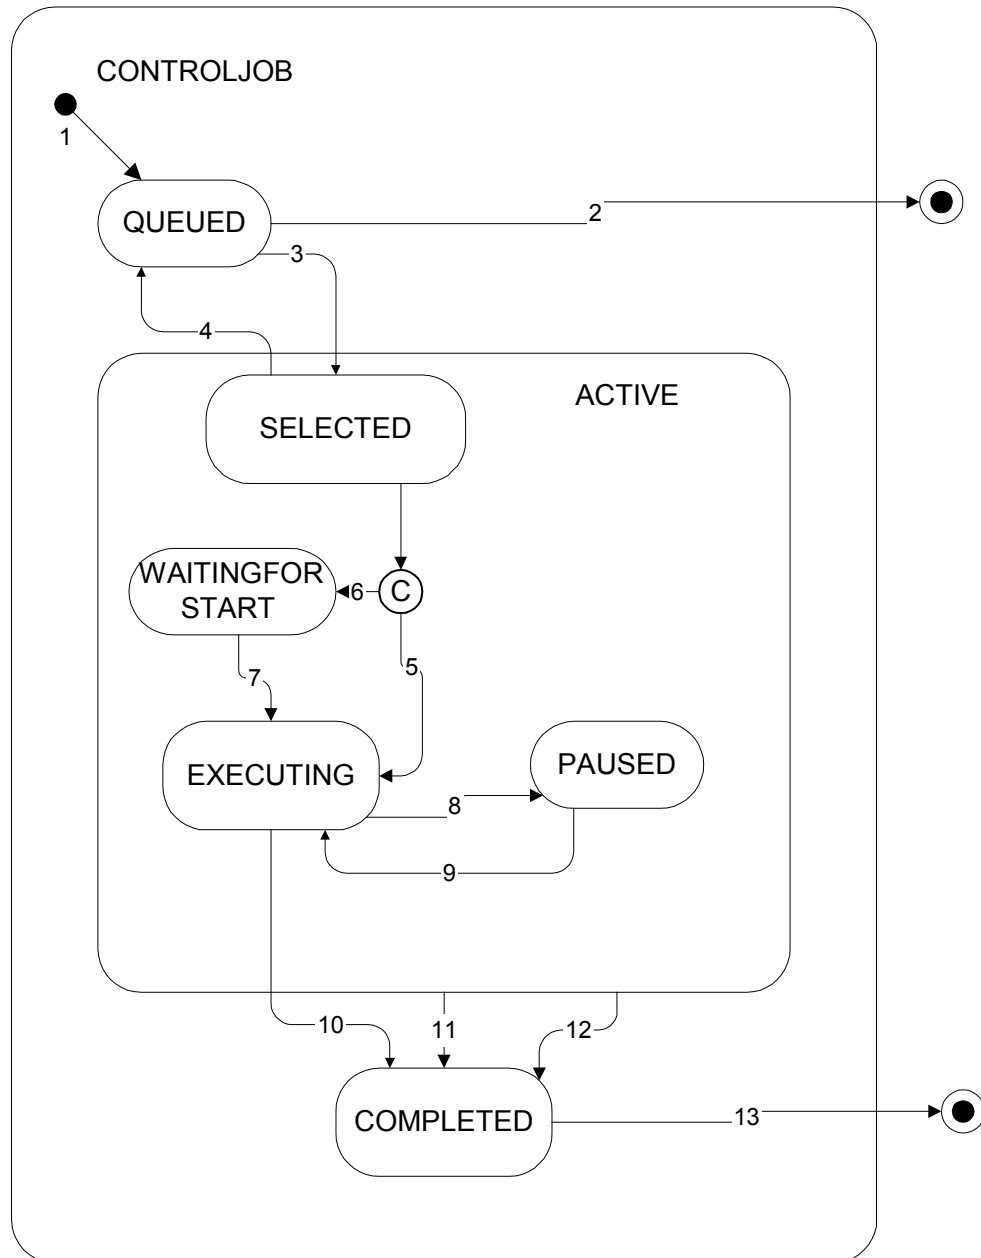 CONTROLJOB
1
QUEUED
2
3
4
ACTIVE
SELECTED
WAITINGFOR
START
6
C
5
7
EXECUTING
PAUSED
8
9
10
11
12
COMPLETED
13